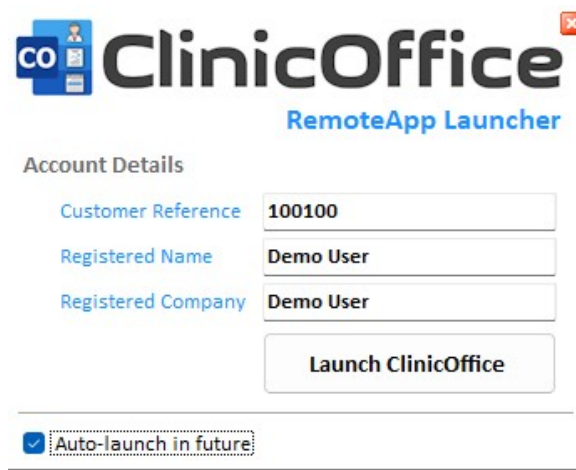 CO ClinicOffice
RemoteApp Launcher
Account Details
Customer Reference 100100
Registered Name Demo User
Registered Company Demo User
Launch ClinicOffice
Auto-launch in future